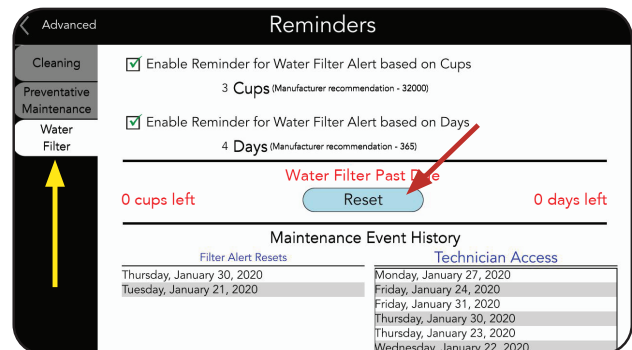 Advanced
Reminders
Cleaning
Preventative
Maintenance
Water
Filter
Enable Reminder for Water Filter Alert based on Cups
3 Cups (Manufacturer recommendation - 32000)
Enable Reminder for Water Filter Alert based on Days
4 Days (Manufacturer recommendation - 365)
Water Filter Past Due
0 cups left
Reset
0 days left
Maintenance Event History
Filter Alert Resets
Thursday, January 30, 2020
Tuesday, January 21, 2020
Technician Access
Monday, January 27, 2020
Friday, January 24, 2020
Friday, January 31, 2020
Thursday, January 30, 2020
Thursday, January 23, 2020
Wednesday, January 22, 2020